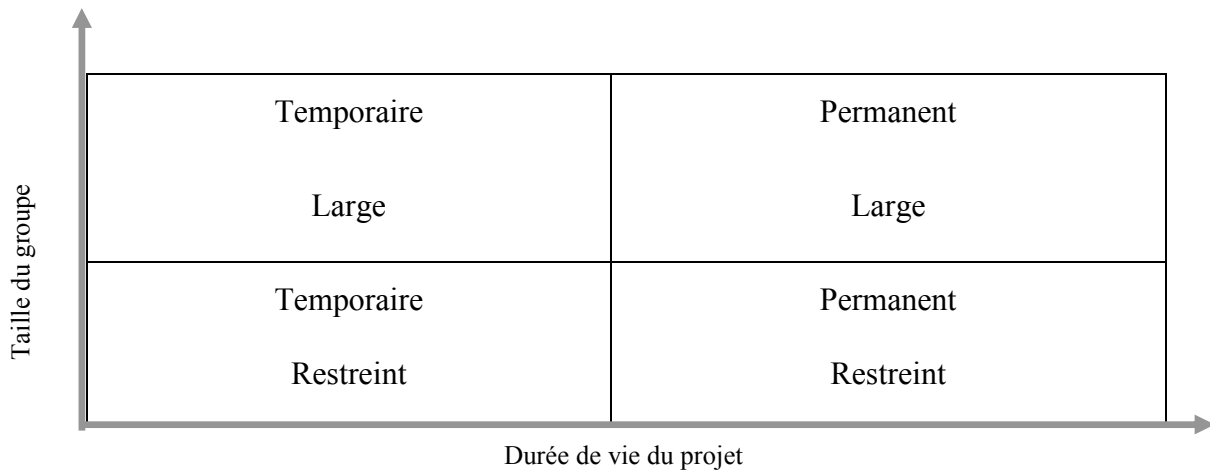 Temporaire
Permanent
Large
Large
Temporaire
Permanent
Restreint
Restreint
Taille du groupe
Durée de vie du projet